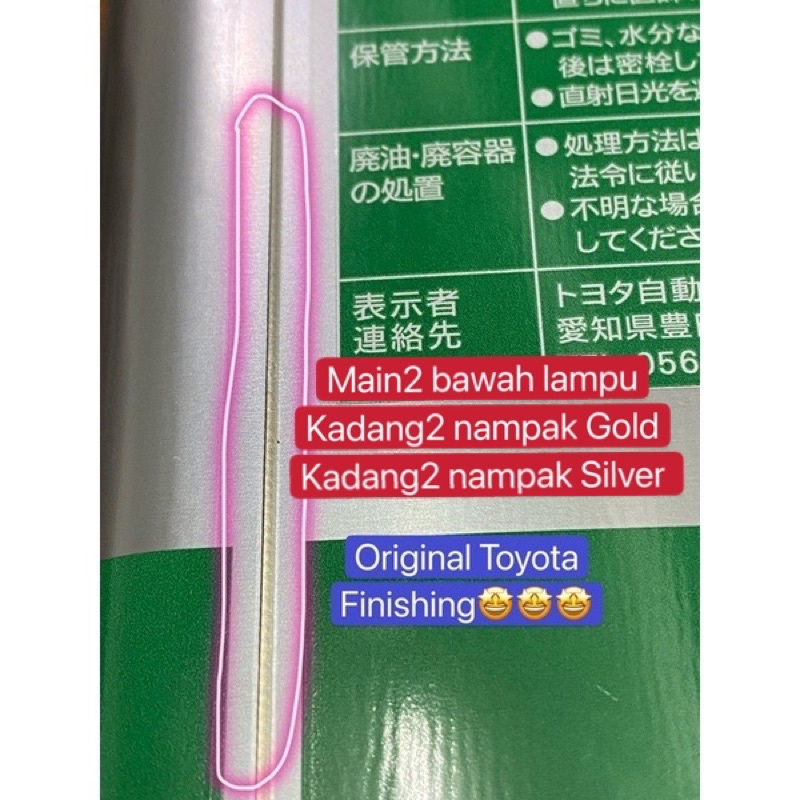 保管方法
●ゴミ、水分な
後は密栓し
●直射日光を
廃油・廃容器
の処置
●処理方法は
法令に従い
●不明な場合
してくださ
表示者
連絡先
トヨタ自動
愛知県豊
056
Main2 bawah lampu
Kadang2 nampak Gold
Kadang2 nampak Silver
Original Toyota
Finishing🤩🤩🤩